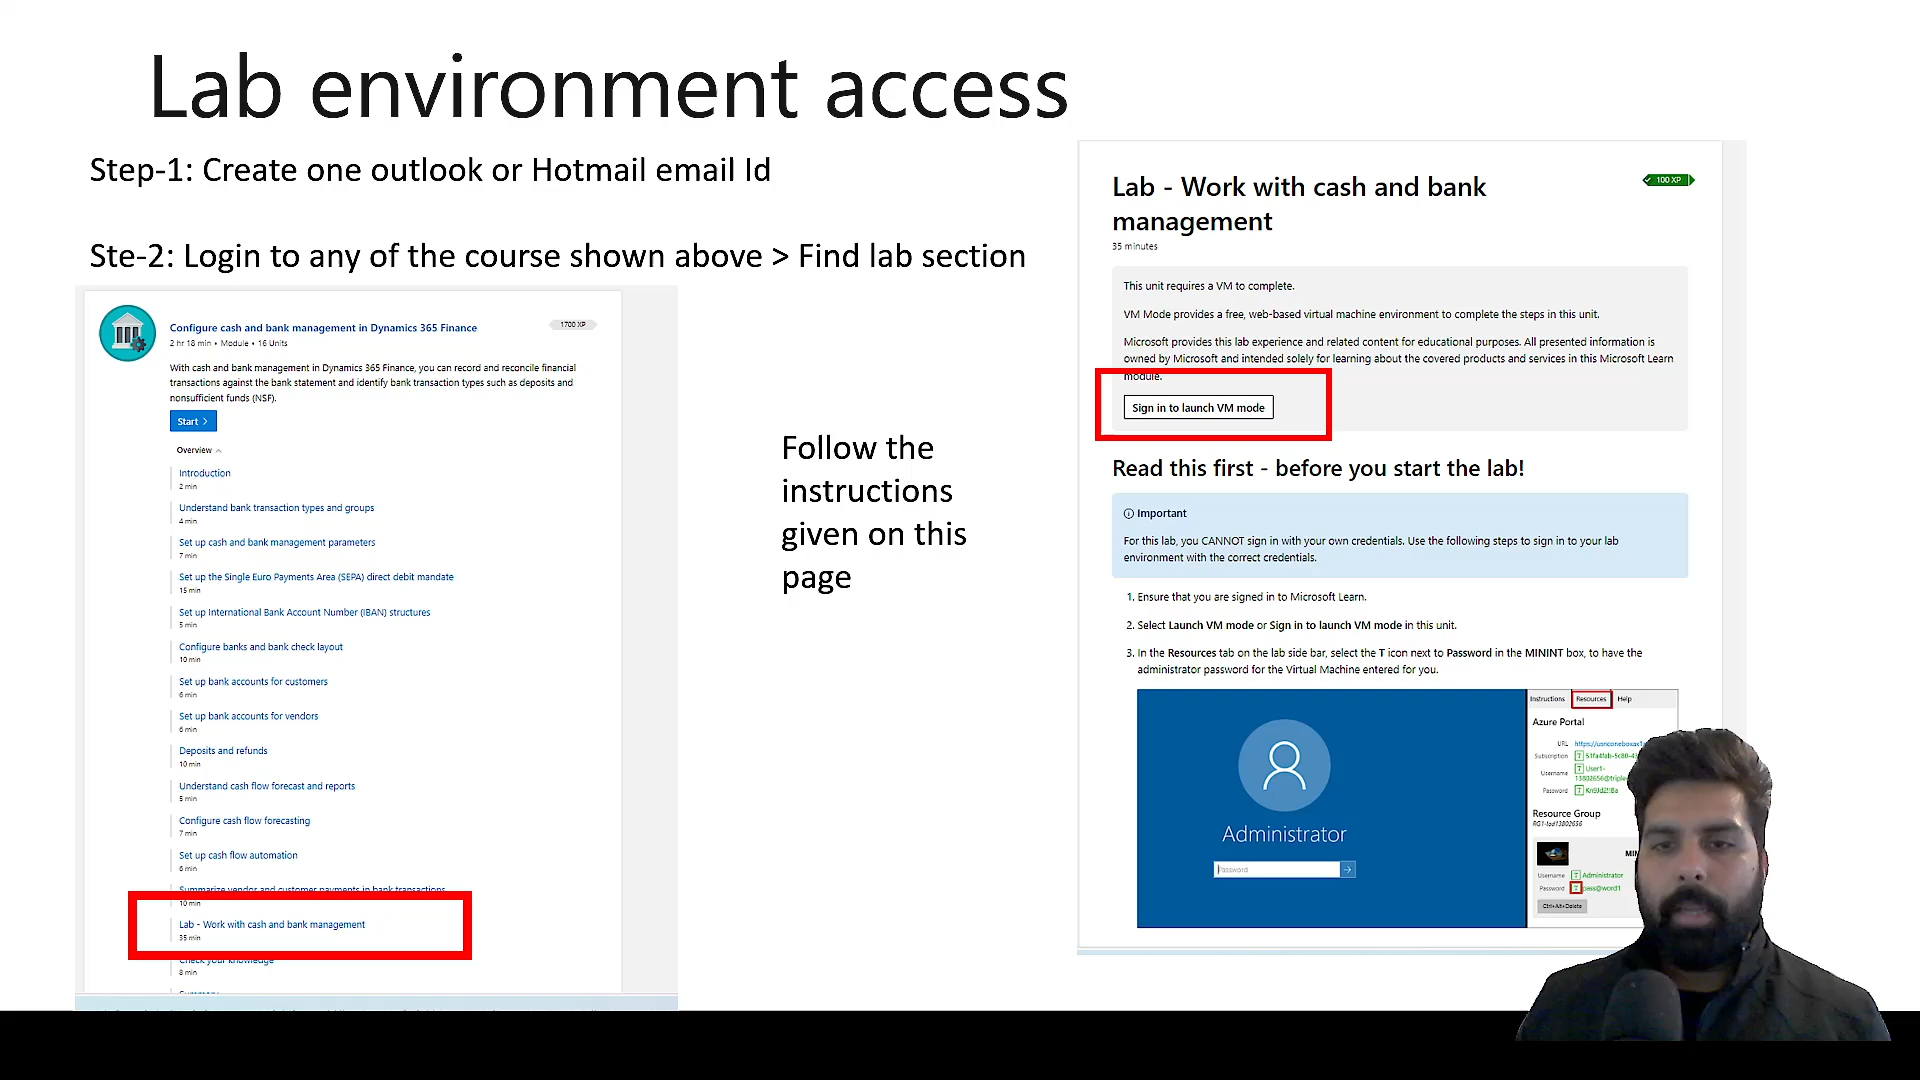 Lab environment access
Step-1: Create one outlook or Hotmail email Id
Ste-2: Login to any of the course shown above > Find lab section
Configure cash and bank management in Dynamics 365 Finance
1700 XP
2 hr 18 min • Module • 16 Units
With cash and bank management in Dynamics 365 Finance, you can record and reconcile financial
transactions against the bank statement and identify bank transaction types such as deposits and
nonsufficient funds (NSF).
Start
Overview
Introduction
2 min
Understand bank transaction types and groups
4 min
Set up cash and bank management parameters
7 min
Set up the Single Euro Payments Area (SEPA) direct debit mandate
15 min
Set up International Bank Account Number (IBAN) structures
5 min
Configure banks and bank check layout
10 min
Set up bank accounts for customers
6 min
Set up bank accounts for vendors
6 min
Deposits and refunds
10 min
Understand cash flow forecast and reports
5 min
Configure cash flow forecasting
7 min
Set up cash flow automation
6 min
Summarize vendor and customer payments in bank transactions
10 min
Lab - Work with cash and bank management
35 min
Check your knowledge
8 min
Summary
Follow the
instructions
given on this
page
Lab - Work with cash and bank
management
100 XP
35 minutes
This unit requires a VM to complete.
VM Mode provides a free, web-based virtual machine environment to complete the steps in this unit.
Microsoft provides this lab experience and related content for educational purposes. All presented information is
owned by Microsoft and intended solely for learning about the covered products and services in this Microsoft Learn
module.
Sign in to launch VM mode
Read this first - before you start the lab!
Important
For this lab, you CANNOT sign in with your own credentials. Use the following steps to sign in to your lab
environment with the correct credentials.
1. Ensure that you are signed in to Microsoft Learn.
2. Select Launch VM mode or Sign in to launch VM mode in this unit.
3. In the Resources tab on the lab side bar, select the T icon next to Password in the MININT box, to have the
administrator password for the Virtual Machine entered for you.
Administrator
Password
Instructions Resources Help
Azure Portal
URL
Subscription T
Username T User1-
Password T
Resource Group
Username T Administrator
Password T pass@word1
Ctrl+Alt+Delete